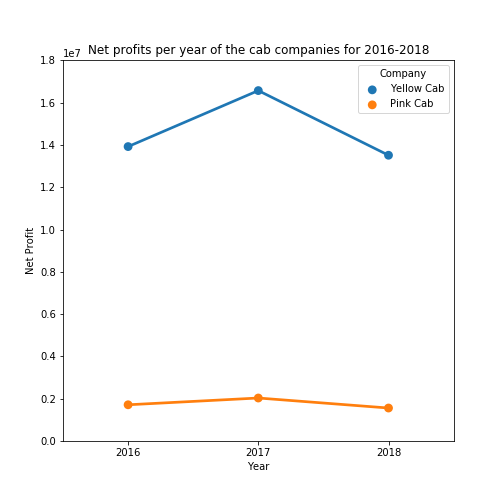 Net profits per year of the cab companies for 2016-2018
1e7
1.8
1.6
1.4
1.2
1.0
0.8
0.6
0.4
0.2
0.0
Net Profit
Company
Yellow Cab
Pink Cab
2016 2017 2018
Year